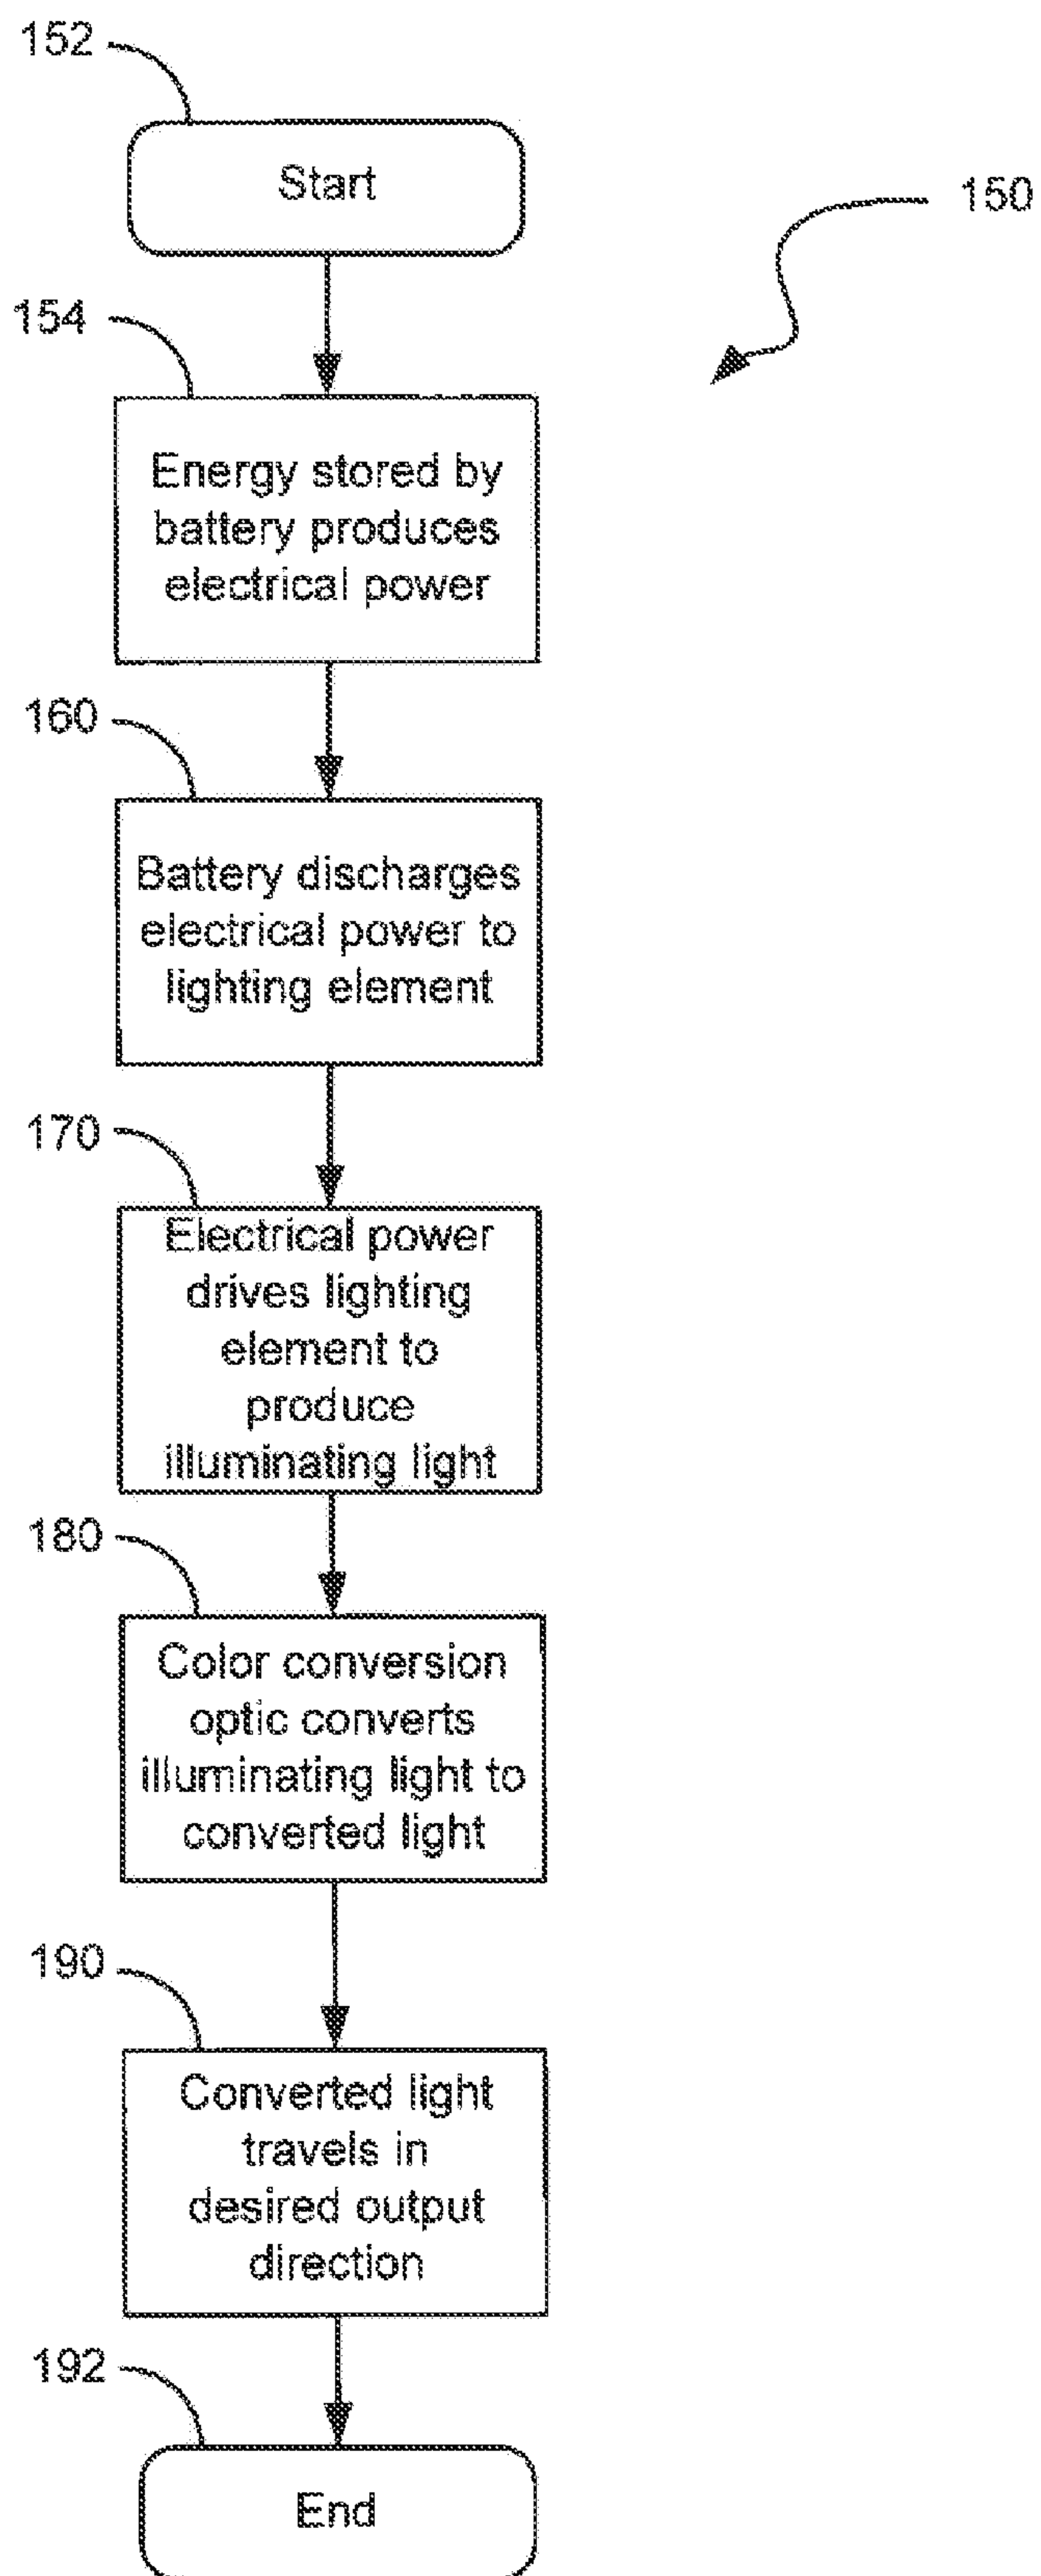 152
Start
150
154
Energy stored by
battery produces
electrical power
160
Battery discharges
electrical power to
lighting element
170
Electrical power
drives lighting
element to
produce
illuminating light
180
Color conversion
optic converts
illuminating light to
converted light
190
Converted light
travels in
desired output
direction
192
End